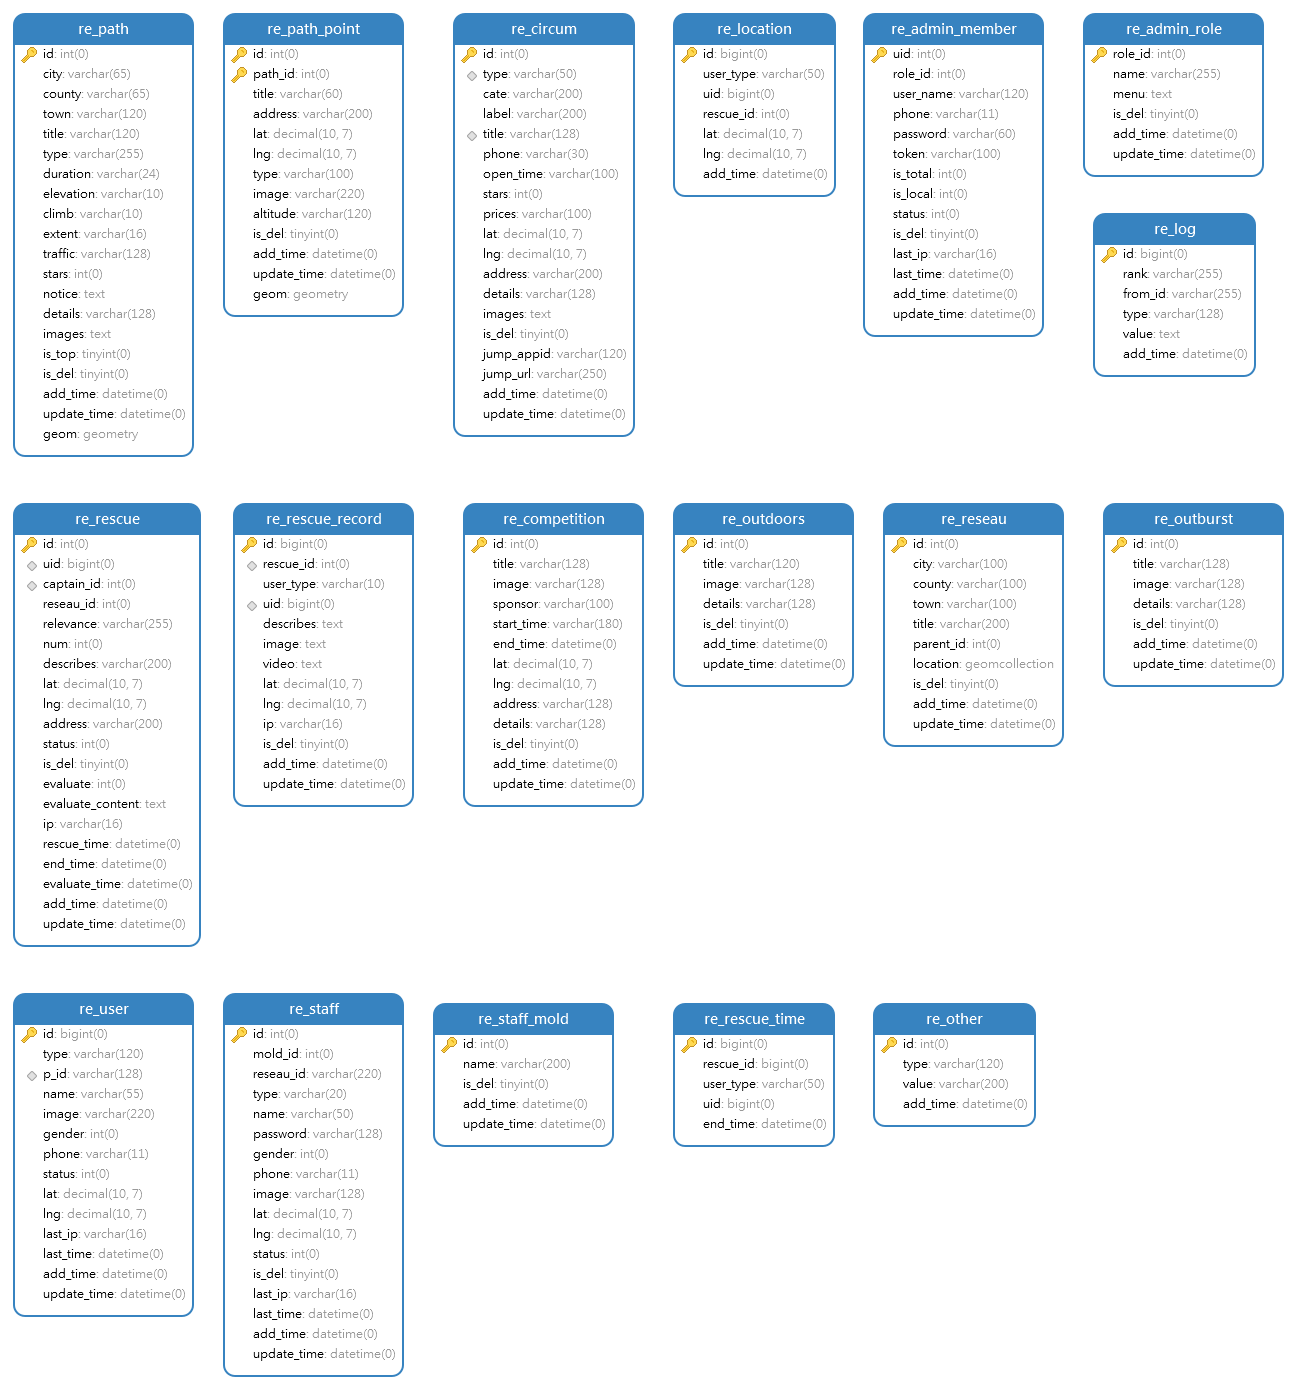 re_path
id: int(0)
city: varchar(65)
county: varchar(65)
town: varchar(120)
title: varchar(120)
type: varchar(255)
duration: varchar(24)
elevation: varchar(10)
climb: varchar(10)
extent: varchar(16)
traffic: varchar(128)
stars: int(0)
notice: text
details: varchar(128)
images: text
is_top: tinyint(0)
is_del: tinyint(0)
add_time: datetime(0)
update_time: datetime(0)
geom: geometry
re_path_point
id: int(0)
path_id: int(0)
title: varchar(60)
address: varchar(200)
lat: decimal(10, 7)
lng: decimal(10, 7)
type: varchar(100)
image: varchar(220)
altitude: varchar(120)
is_del: tinyint(0)
add_time: datetime(0)
update_time: datetime(0)
geom: geometry
re_circum
id: int(0)
type: varchar(50)
cate: varchar(200)
label: varchar(200)
title: varchar(128)
phone: varchar(30)
open_time: varchar(100)
stars: int(0)
prices: varchar(100)
lat: decimal(10, 7)
lng: decimal(10, 7)
address: varchar(200)
details: varchar(128)
images: text
is_del: tinyint(0)
jump_appid: varchar(120)
jump_url: varchar(250)
add_time: datetime(0)
update_time: datetime(0)
re_location
id: bigint(0)
user_type: varchar(50)
uid: bigint(0)
rescue_id: int(0)
lat: decimal(10, 7)
lng: decimal(10, 7)
add_time: datetime(0)
re_admin_member
uid: int(0)
role_id: int(0)
user_name: varchar(120)
phone: varchar(11)
password: varchar(60)
token: varchar(100)
is_total: int(0)
is_local: int(0)
status: int(0)
is_del: tinyint(0)
last_ip: varchar(16)
last_time: datetime(0)
add_time: datetime(0)
update_time: datetime(0)
re_admin_role
role_id: int(0)
name: varchar(255)
menu: text
is_del: tinyint(0)
add_time: datetime(0)
update_time: datetime(0)
re_log
id: bigint(0)
rank: varchar(255)
from_id: varchar(255)
type: varchar(128)
value: text
add_time: datetime(0)
re_rescue
id: int(0)
uid: bigint(0)
captain_id: int(0)
reseau_id: int(0)
relevance: varchar(255)
num: int(0)
describes: varchar(200)
lat: decimal(10, 7)
lng: decimal(10, 7)
address: varchar(200)
status: int(0)
is_del: tinyint(0)
evaluate: int(0)
evaluate_content: text
ip: varchar(16)
rescue_time: datetime(0)
end_time: datetime(0)
evaluate_time: datetime(0)
add_time: datetime(0)
update_time: datetime(0)
re_rescue_record
id: bigint(0)
rescue_id: int(0)
user_type: varchar(10)
uid: bigint(0)
describes: text
image: text
video: text
lat: decimal(10, 7)
lng: decimal(10, 7)
ip: varchar(16)
is_del: tinyint(0)
add_time: datetime(0)
update_time: datetime(0)
re_competition
id: int(0)
title: varchar(128)
image: varchar(128)
sponsor: varchar(100)
start_time: varchar(180)
end_time: datetime(0)
lat: decimal(10, 7)
lng: decimal(10, 7)
address: varchar(128)
details: varchar(128)
is_del: tinyint(0)
add_time: datetime(0)
update_time: datetime(0)
re_outdoors
id: int(0)
title: varchar(120)
image: varchar(128)
details: varchar(128)
is_del: tinyint(0)
add_time: datetime(0)
update_time: datetime(0)
re_reseau
id: int(0)
city: varchar(100)
county: varchar(100)
town: varchar(100)
title: varchar(200)
parent_id: int(0)
location: geomcollection
is_del: tinyint(0)
add_time: datetime(0)
update_time: datetime(0)
re_outburst
id: int(0)
title: varchar(128)
image: varchar(128)
details: varchar(128)
is_del: tinyint(0)
add_time: datetime(0)
update_time: datetime(0)
re_user
id: bigint(0)
type: varchar(120)
p_id: varchar(128)
name: varchar(55)
image: varchar(220)
gender: int(0)
phone: varchar(11)
status: int(0)
lat: decimal(10, 7)
lng: decimal(10, 7)
last_ip: varchar(16)
last_time: datetime(0)
add_time: datetime(0)
update_time: datetime(0)
re_staff
id: int(0)
mold_id: int(0)
reseau_id: varchar(220)
type: varchar(20)
name: varchar(50)
password: varchar(128)
gender: int(0)
phone: varchar(11)
image: varchar(128)
lat: decimal(10, 7)
lng: decimal(10, 7)
status: int(0)
is_del: tinyint(0)
last_ip: varchar(16)
last_time: datetime(0)
add_time: datetime(0)
update_time: datetime(0)
re_staff_mold
id: int(0)
name: varchar(200)
is_del: tinyint(0)
add_time: datetime(0)
update_time: datetime(0)
re_rescue_time
id: bigint(0)
rescue_id: bigint(0)
user_type: varchar(50)
uid: bigint(0)
end_time: datetime(0)
re_other
id: int(0)
type: varchar(120)
value: varchar(200)
add_time: datetime(0)